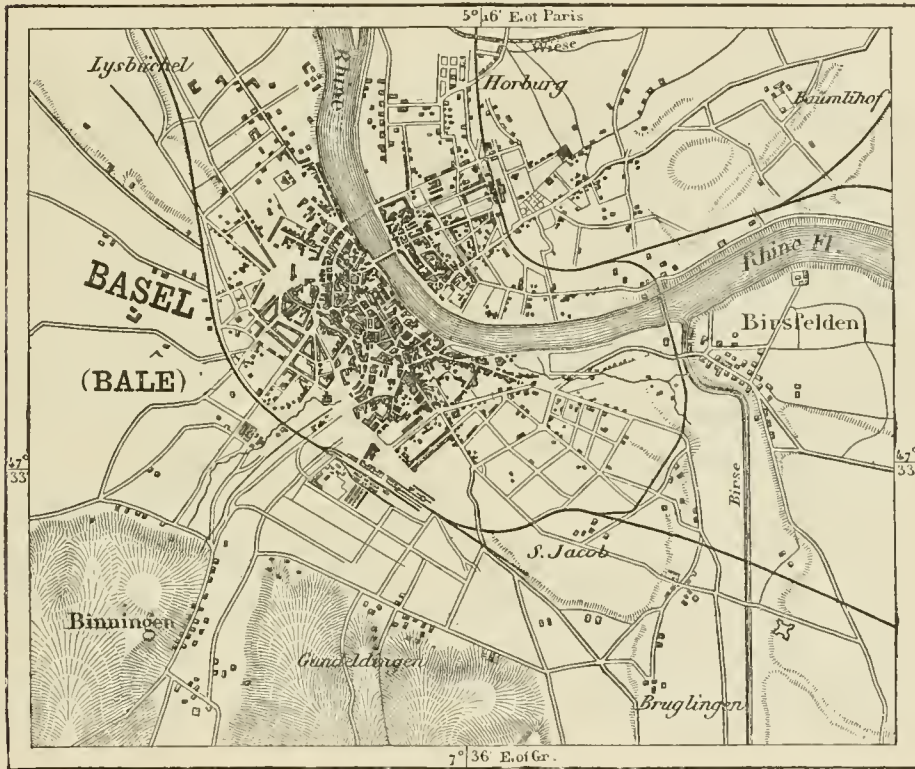 5° 16' E. of Paris
Wiese
Lysbüchel
Rhine
Horburg
Bäumlihof
Rhine Fl.
BASEL
Birsfelden
(BALE)
47°
33'
47°
33'
Birse
S. Jacob
Binningen
Gundeldingen
Bruglingen
7° 36' E. of Gr.